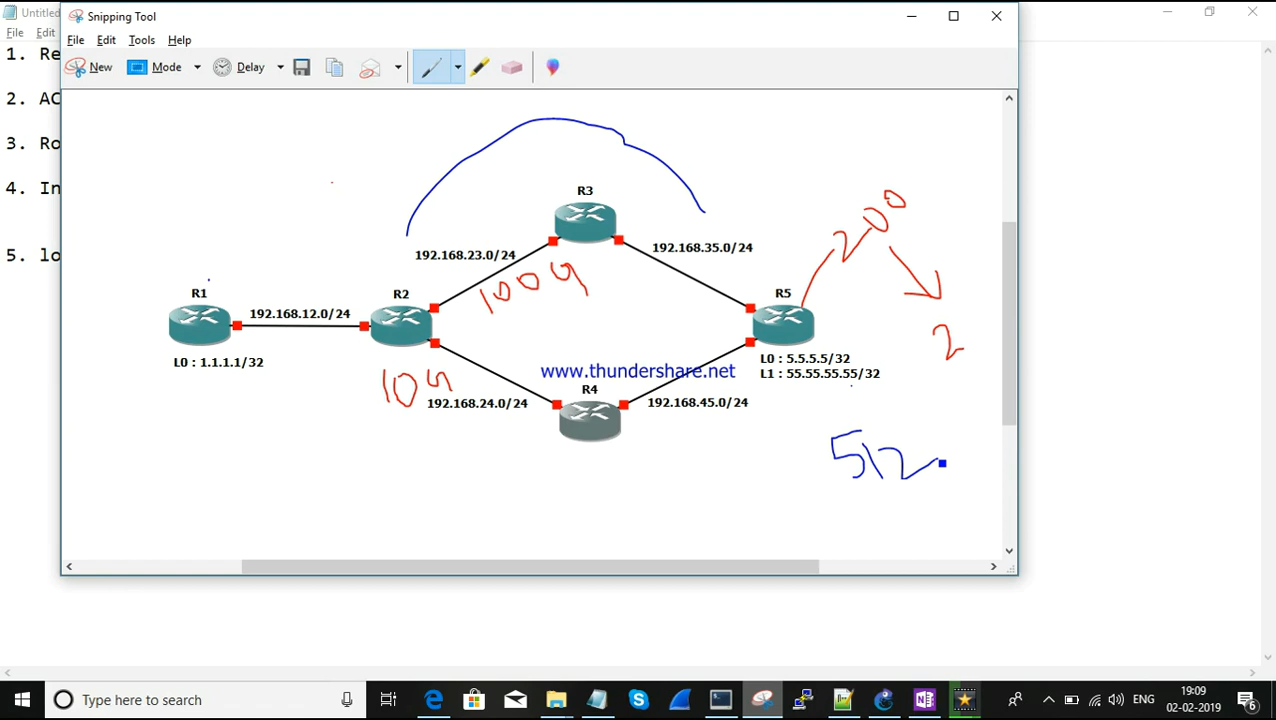 Untitled
Snipping Tool
File Edit
File Edit Tools Help
New Mode Delay
1. Re
2. AC
3. Ro
4. In
5. lo
R3
192.168.23.0/24
192.168.35.0/24
200
100g
R1
192.168.12.0/24
R2
R5
L0 : 1.1.1.1/32
2
L0 : 5.5.5.5/32
L1 : 55.55.55.55/32
www.thundershare.net
10g
R4
192.168.24.0/24
192.168.45.0/24
512
Type here to search
ENG
19:09
02-02-2019
6